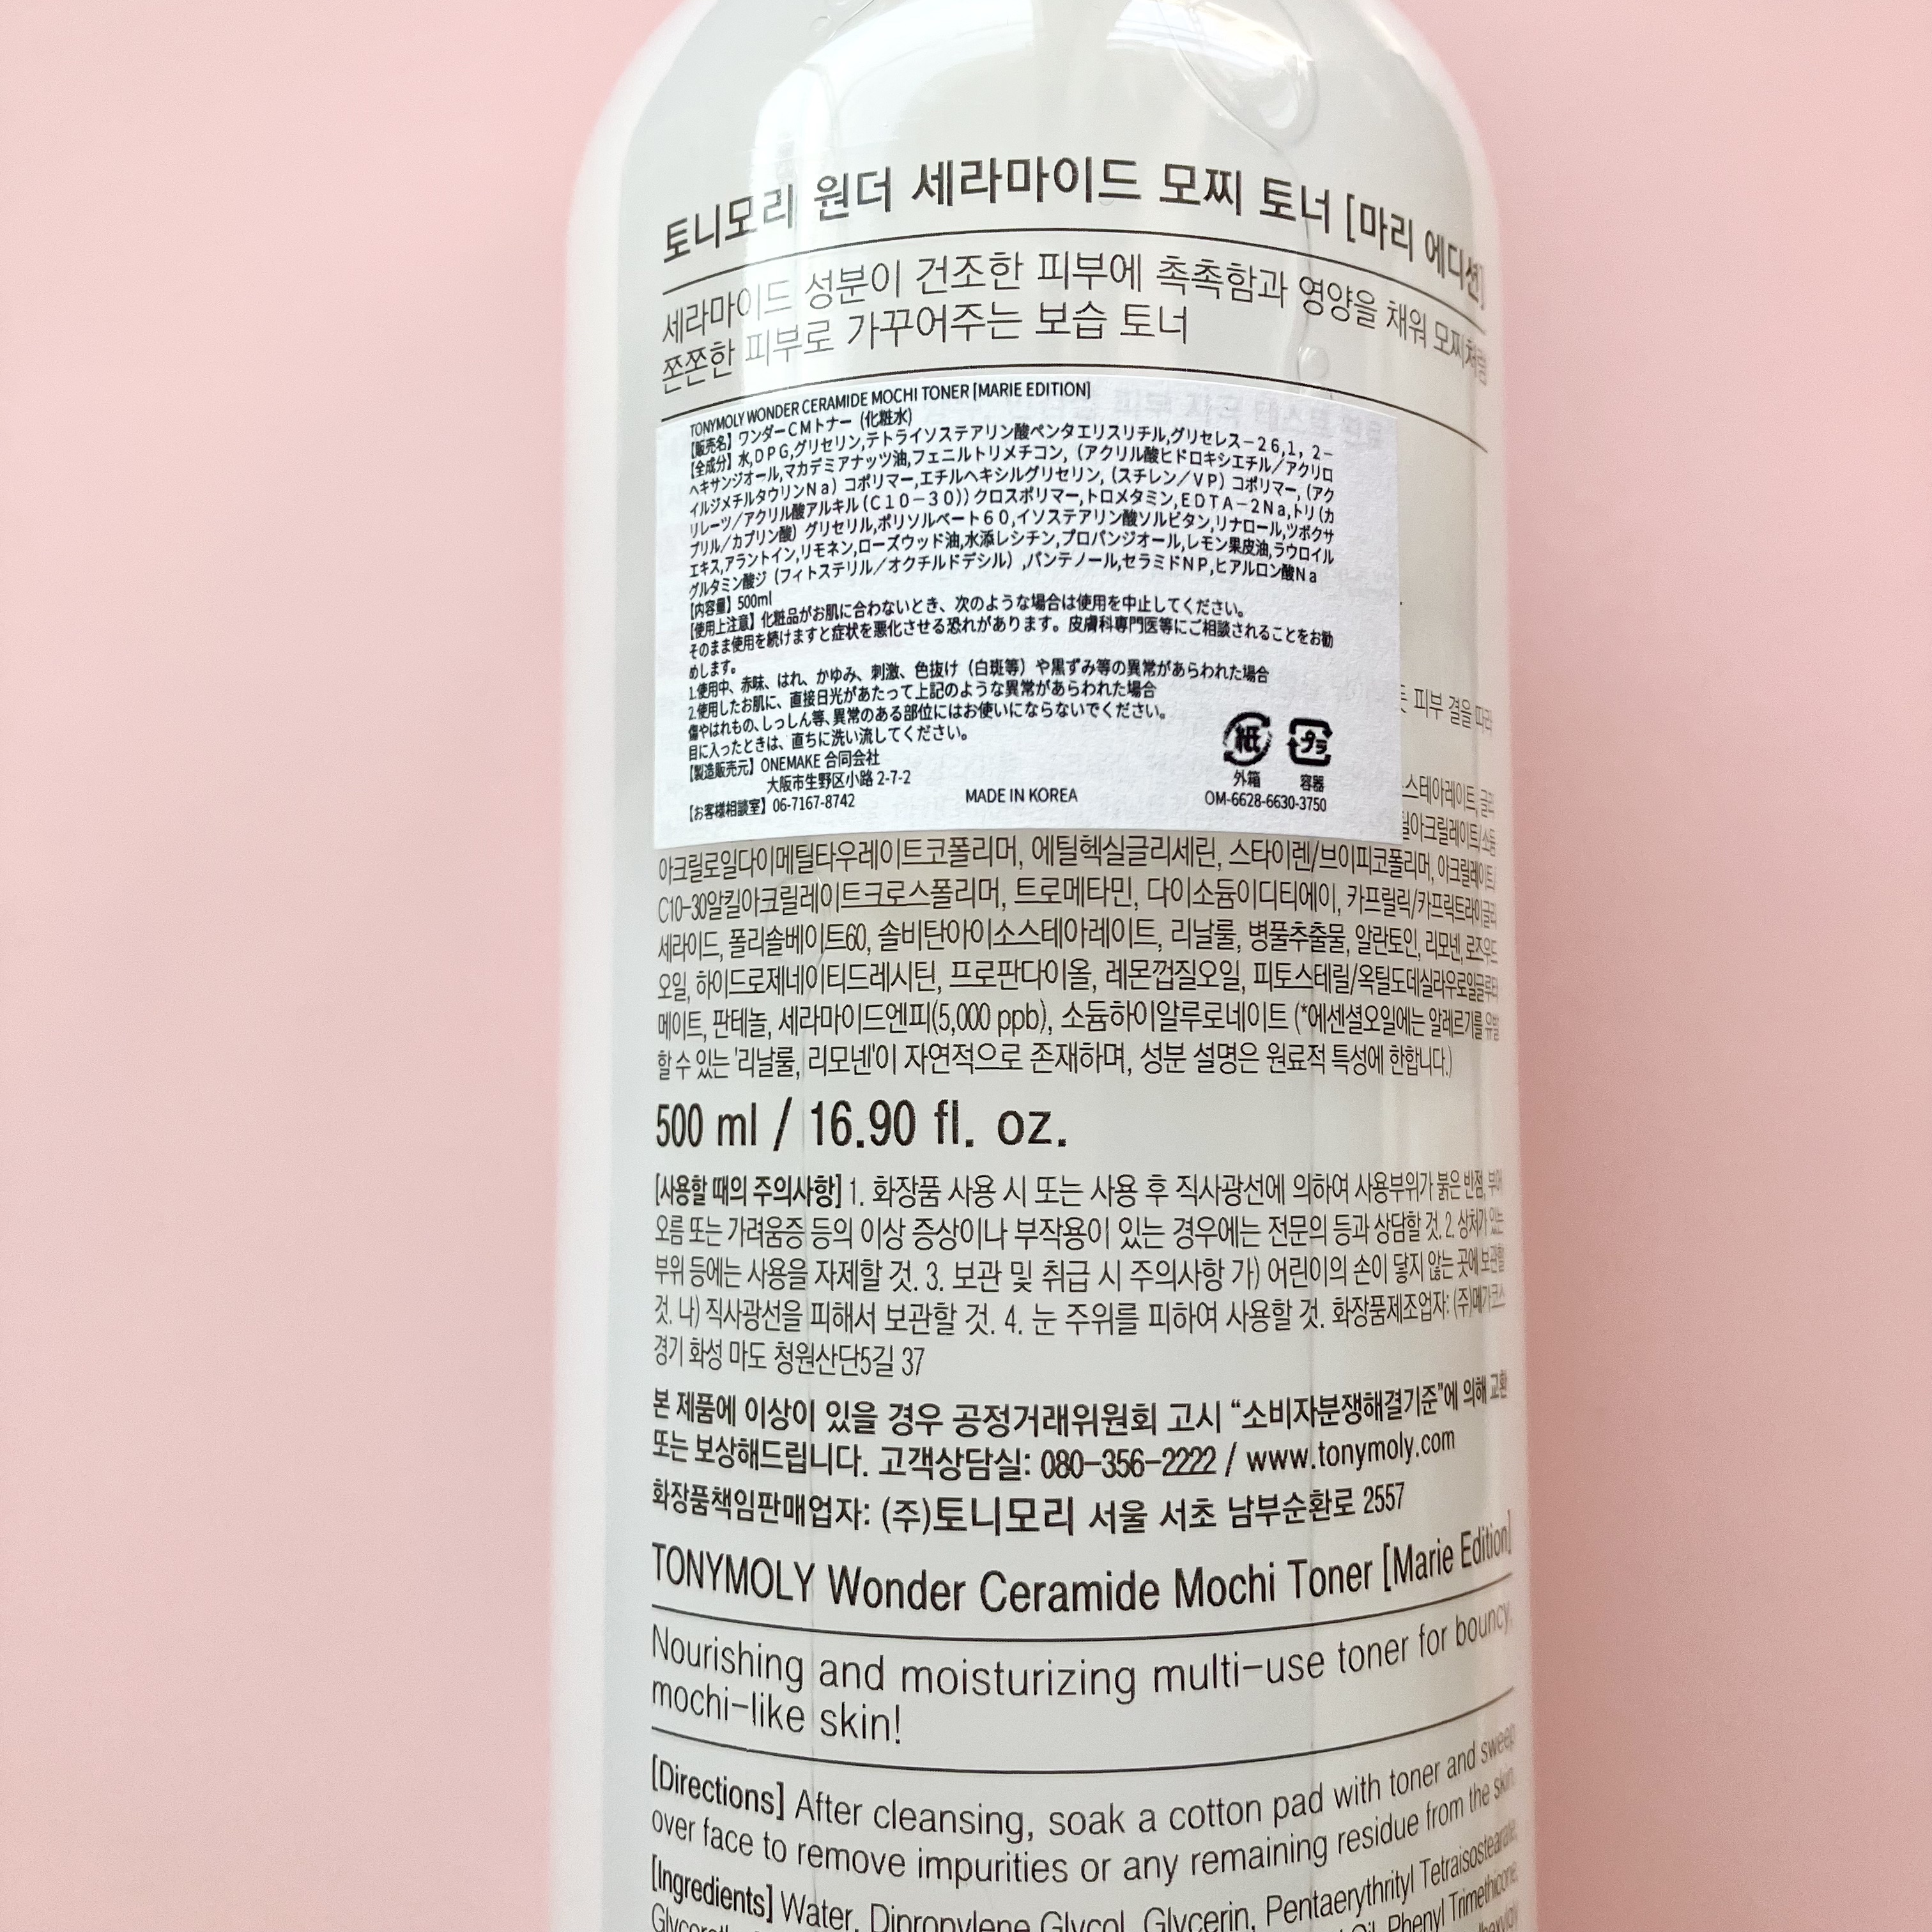 토니모리 원더 세라마이드 모찌 토너 [마리 에디션]
세라마이드 성분이 건조한 피부에 촉촉함과 영양을 채워 모찌처럼
쫀쫀한 피부로 가꾸어주는 보습 토너
TONYMOLY WONDER CERAMIDE MOCHI TONER [MARIE EDITION]
【販売名】ワンダーＣＭトナー (化粧水)
【全成分】水,ＤＰＧ,グリセリン,テトライソステアリン酸ペンタエリスリチル,グリセレス－２６,１，２－
ヘキサンジオール,マカデミアナッツ油,フェニルトリメチコン,（アクリル酸ヒドロキシエチル／アクリロ
イルジメチルタウリンＮａ）コポリマー,エチルヘキシルグリセリン,（スチレン／ＶＰ）コポリマー,（アク
リレーツ／アクリル酸アルキル（Ｃ１０－３０））クロスポリマー,トロメタミン,ＥＤＴＡ－２Ｎａ,トリ（カ
プリル／カプリン酸）グリセリル,ポリソルベート６０,イソステアリン酸ソルビタン,リナロール,ツボクサ
エキス,アラントイン,リモネン,ローズウッド油,水添レシチン,プロパンジオール,レモン果皮油,ラウロイル
グルタミン酸ジ（フィトステリル／オクチルドデシル）,パンテノール,セラミドＮＰ,ヒアルロン酸Ｎａ
【内容量】500ml
【使用上注意】化粧品がお肌に合わないとき、次のような場合は使用を中止してください。
そのまま使用を続けますと症状を悪化させる恐れがあります。皮膚科専門医等にご相談されることをお勧
めします。
1.使用中、赤味、はれ、かゆみ、刺激、色抜け（白斑等）や黒ずみ等の異常があらわれた場合
2.使用したお肌に、直接日光があたって上記のような異常があらわれた場合
傷やはれもの、しっしん等、異常のある部位にはお使いにならないでください。
目に入ったときは、直ちに洗い流してください。
【製造販売元】ONEMAKE 合同会社
大阪市生野区小路 2-7-2
【お客様相談室】06-7167-8742
MADE IN KOREA
紙 プラ
外箱 容器
OM-6628-6630-3750
피부 결을 따라
스테아레이트, 글리
릴아크릴레이트/소듐
아크릴로일다이메틸타우레이트코폴리머, 에틸헥실글리세린, 스타이렌/브이피코폴리머, 아크릴레이트/
C10-30알킬아크릴레이트크로스폴리머, 트로메타민, 다이소듐이디티에이, 카프릴릭/카프릭트라이글리
세라이드, 폴리솔베이트60, 솔비탄아이소스테아레이트, 리날룰, 병풀추출물, 알란토인, 리모넨, 로즈우드
오일, 하이드로제네이티드레시틴, 프로판다이올, 레몬껍질오일, 피토스테릴/옥틸도데실라우로일글루타
메이트, 판테놀, 세라마이드엔피(5,000 ppb), 소듐하이알루로네이트 (*에센셜오일에는 알레르기를 유발
할 수 있는 '리날룰, 리모넨'이 자연적으로 존재하며, 성분 설명은 원료적 특성에 한합니다.)
500 ml / 16.90 fl. oz.
[사용할 때의 주의사항] 1. 화장품 사용 시 또는 사용 후 직사광선에 의하여 사용부위가 붉은 반점, 부어
오름 또는 가려움증 등의 이상 증상이나 부작용이 있는 경우에는 전문의 등과 상담할 것. 2. 상처가 있는
부위 등에는 사용을 자제할 것. 3. 보관 및 취급 시 주의사항 가) 어린이의 손이 닿지 않는 곳에 보관할
것. 나) 직사광선을 피해서 보관할 것. 4. 눈 주위를 피하여 사용할 것. 화장품제조업자: (주)메가코스
경기 화성 마도 청원산단5길 37
본 제품에 이상이 있을 경우 공정거래위원회 고시 “소비자분쟁해결기준”에 의해 교환
또는 보상해드립니다. 고객상담실: 080-356-2222 / www.tonymoly.com
화장품책임판매업자: (주)토니모리 서울 서초 남부순환로 2557
TONYMOLY Wonder Ceramide Mochi Toner [Marie Edition]
Nourishing and moisturizing multi-use toner for bouncy,
mochi-like skin!
[Directions] After cleansing, soak a cotton pad with toner and sweep
over face to remove impurities or any remaining residue from the skin.
[Ingredients] Water, Dipropylene Glycol, Glycerin, Pentaerythrityl Tetraisostearate,
Oil, Phenyl Trimethicone,